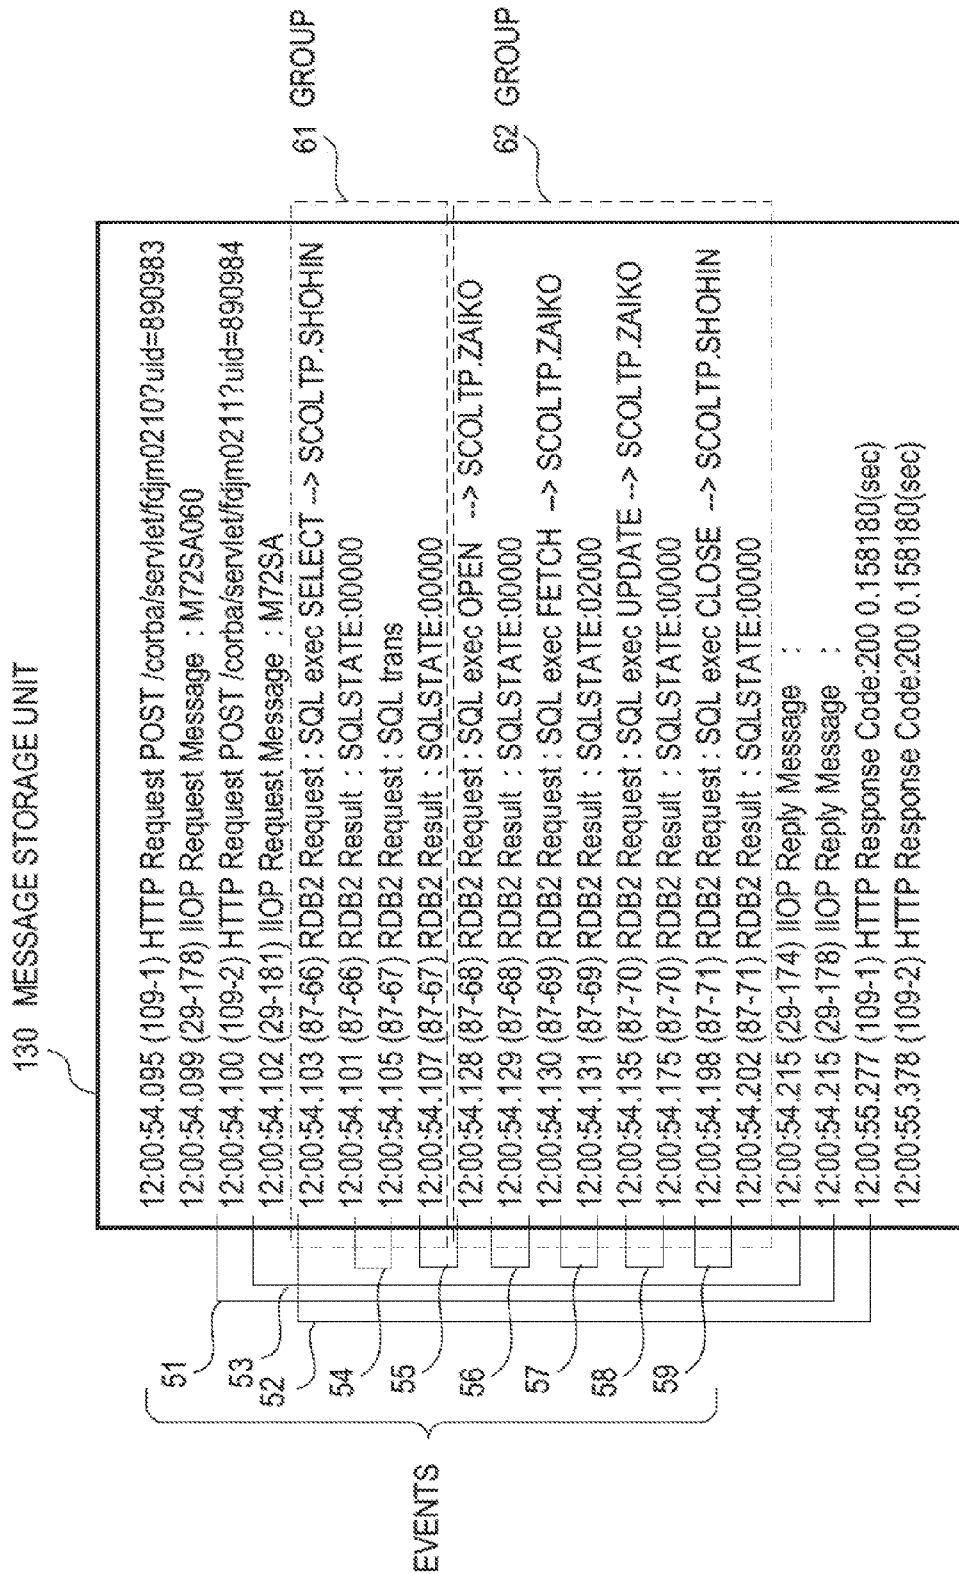 130 MESSAGE STORAGE UNIT
12:00:54.095 (109-1) HTTP Request POST /corba/servlet/fdjm0210?uid=890983
12:00:54.099 (29-178) IIOP Request Message : M72SA060
12:00:54.100 (109-2) HTTP Request POST /corba/servlet/fdjm0211?uid=890984
12:00:54.102 (29-181) IIOP Request Message : M72SA
12:00:54.103 (87-66) RDB2 Request : SQL exec SELECT --> SCOLTP.SHOHIN
12:00:54.101 (87-66) RDB2 Result : SQLSTATE:00000
12:00:54.105 (87-67) RDB2 Request : SQL trans
12:00:54.107 (87-67) RDB2 Result : SQLSTATE:00000
12:00:54.128 (87-68) RDB2 Request : SQL exec OPEN --> SCOLTP.ZAIKO
12:00:54.129 (87-68) RDB2 Result : SQLSTATE:00000
12:00:54.130 (87-69) RDB2 Request : SQL exec FETCH --> SCOLTP.ZAIKO
12:00:54.131 (87-69) RDB2 Result : SQLSTATE:02000
12:00:54.135 (87-70) RDB2 Request : SQL exec UPDATE --> SCOLTP.ZAIKO
12:00:54.175 (87-70) RDB2 Result : SQLSTATE:00000
12:00:54.198 (87-71) RDB2 Request : SQL exec CLOSE --> SCOLTP.SHOHIN
12:00:54.202 (87-71) RDB2 Result : SQLSTATE:00000
12:00:54.215 (29-174) IIOP Reply Message :
12:00:54.215 (29-178) IIOP Reply Message :
12:00:55.277 (109-1) HTTP Response Code:200 0.158180(sec)
12:00:55.378 (109-2) HTTP Response Code:200 0.158180(sec)
61 GROUP
62 GROUP
EVENTS
51
53
52
54
55
56
57
58
59